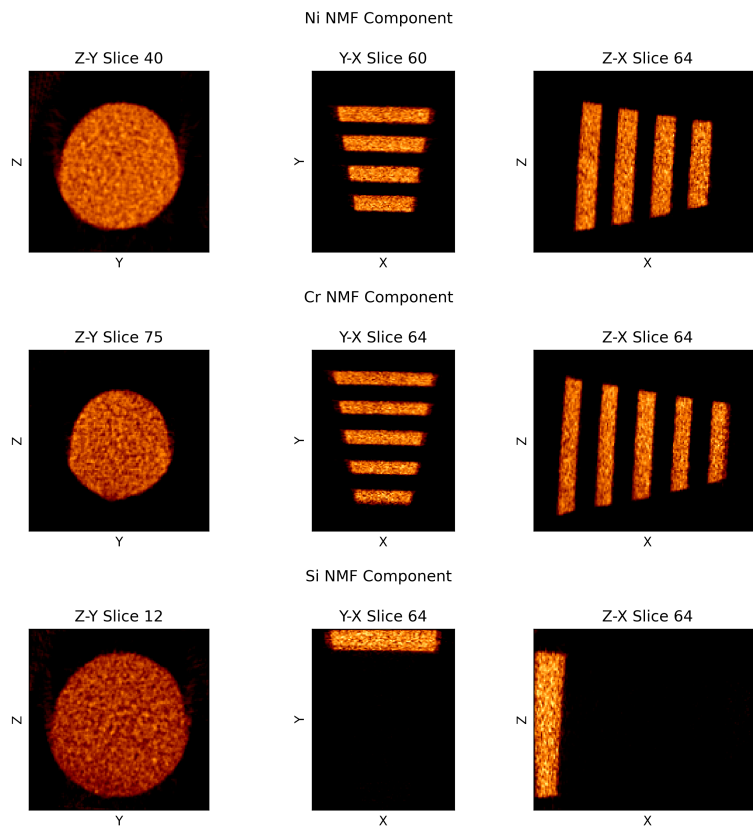 Ni NMF Component
Z-Y Slice 40
Y-X Slice 60
Z-X Slice 64
Z
Y
Z
Y
X
X
Cr NMF Component
Z-Y Slice 75
Y-X Slice 64
Z-X Slice 64
Z
Y
Z
Y
X
X
Si NMF Component
Z-Y Slice 12
Y-X Slice 64
Z-X Slice 64
Z
Y
Z
Y
X
X